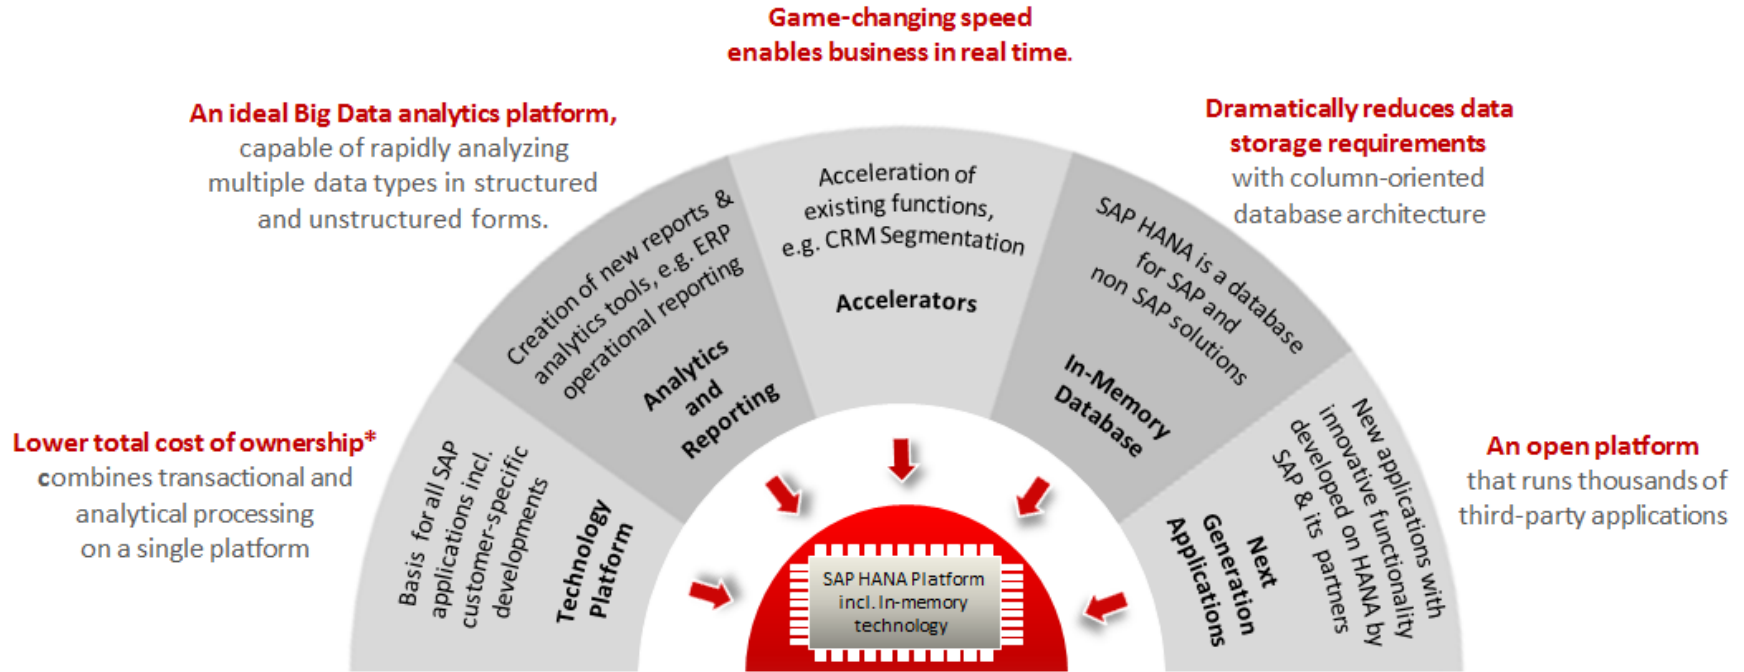 Game-changing speed
enables business in real time.
An ideal Big Data analytics platform,
capable of rapidly analyzing
multiple data types in structured
and unstructured forms.
Dramatically reduces data
storage requirements
with column-oriented
database architecture
Lower total cost of ownership*
combines transactional and
analytical processing
on a single platform
An open platform
that runs thousands of
third-party applications
Basis for all SAP
applications incl.
customer-specific
developments
Technology
Platform
Creation of new reports &
analytics tools, e.g. ERP
operational reporting
Analytics
and
Reporting
Acceleration of
existing functions,
e.g. CRM Segmentation
Accelerators
SAP HANA is a database
for SAP and
non SAP solutions
In-Memory
Database
New applications with
innovative functionality
developed on HANA by
SAP & its partners
Next
Generation
Applications
SAP HANA Platform
incl. In-memory
technology